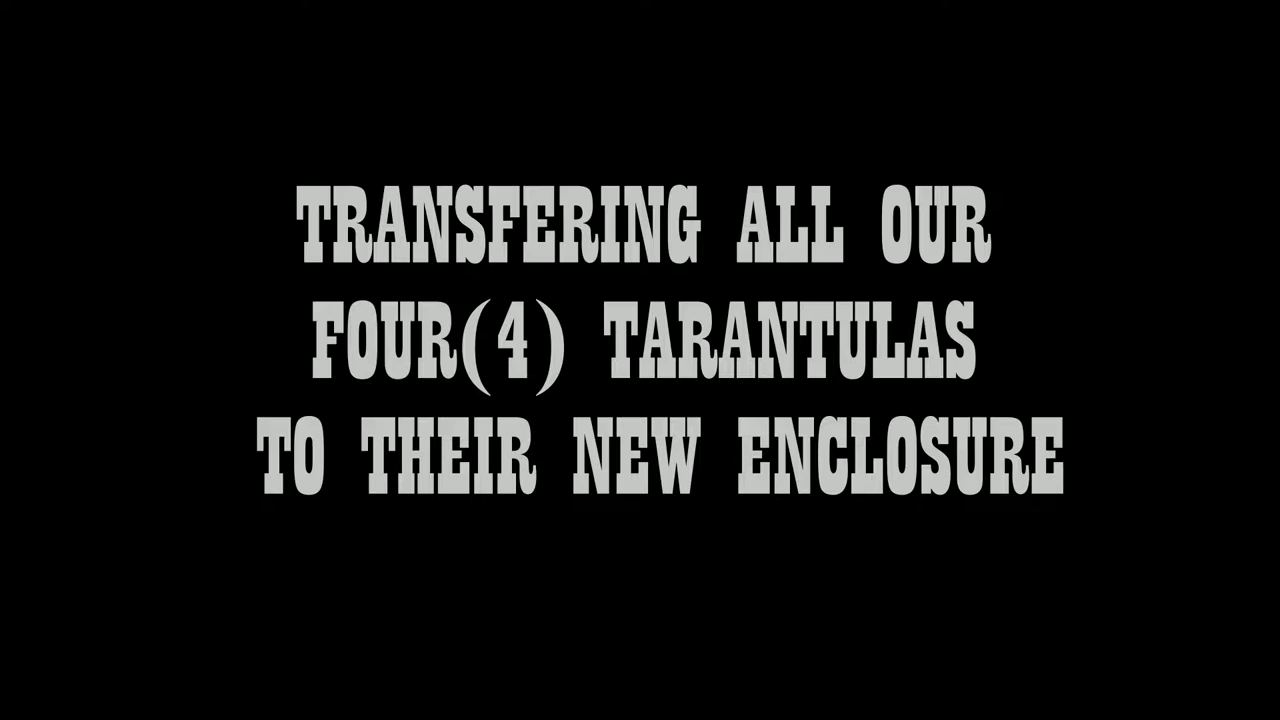 TRANSFERING ALL OUR
FOUR(4) TARANTULAS
TO THEIR NEW ENCLOSURE